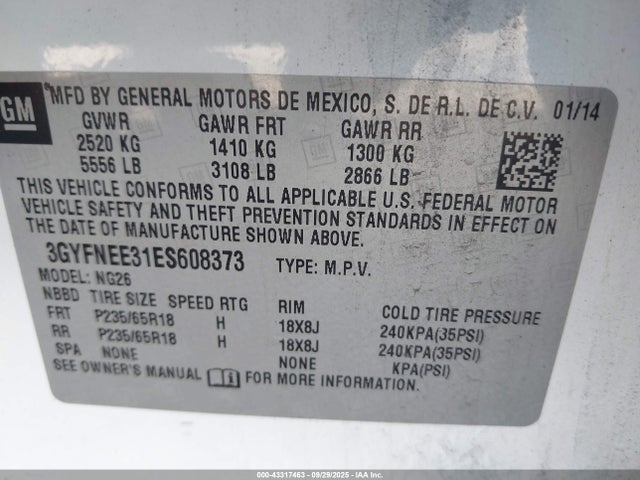 GM
MFD BY GENERAL MOTORS DE MEXICO, S. DE R.L. DE C.V. 01/14
GVWR GAWR FRT GAWR RR
2520 KG 1410 KG 1300 KG
5556 LB 3108 LB 2866 LB
THIS VEHICLE CONFORMS TO ALL APPLICABLE U.S. FEDERAL MOTOR
VEHICLE SAFETY AND THEFT PREVENTION STANDARDS IN EFFECT ON
THE DATE OF MANUFACTURE SHOWN ABOVE.
3GYFNEE31ES608373 TYPE: M.P.V.
MODEL: NG26
NBBD TIRE SIZE SPEED RTG RIM COLD TIRE PRESSURE
FRT P235/65R18 H 18X8J 240KPA(35PSI)
RR P235/65R18 H 18X8J 240KPA(35PSI)
SPA NONE NONE KPA(PSI)
SEE OWNER'S MANUAL FOR MORE INFORMATION.
000-43317463 - 09/29/2025 - IAAI.COM